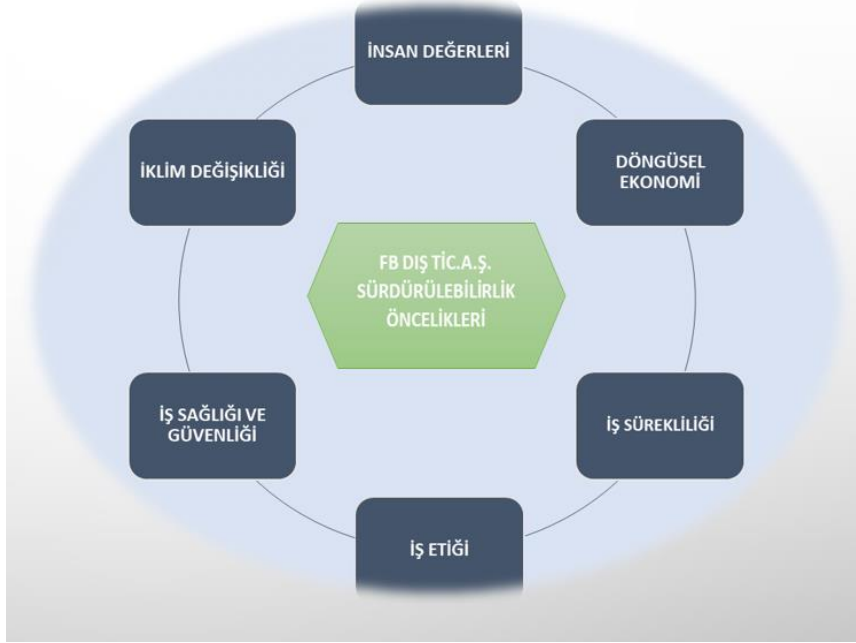 İNSAN DEĞERLERİ
İKLİM DEĞİŞİKLİĞİ
DÖNGÜSEL
EKONOMİ
FB DIŞ TİC.A.Ş.
SÜRDÜRÜLEBİLİRLİK
ÖNCELİKLERİ
İŞ SAĞLIĞI VE
GÜVENLİĞİ
İŞ SÜREKLİLİĞİ
İŞ ETİĞİ